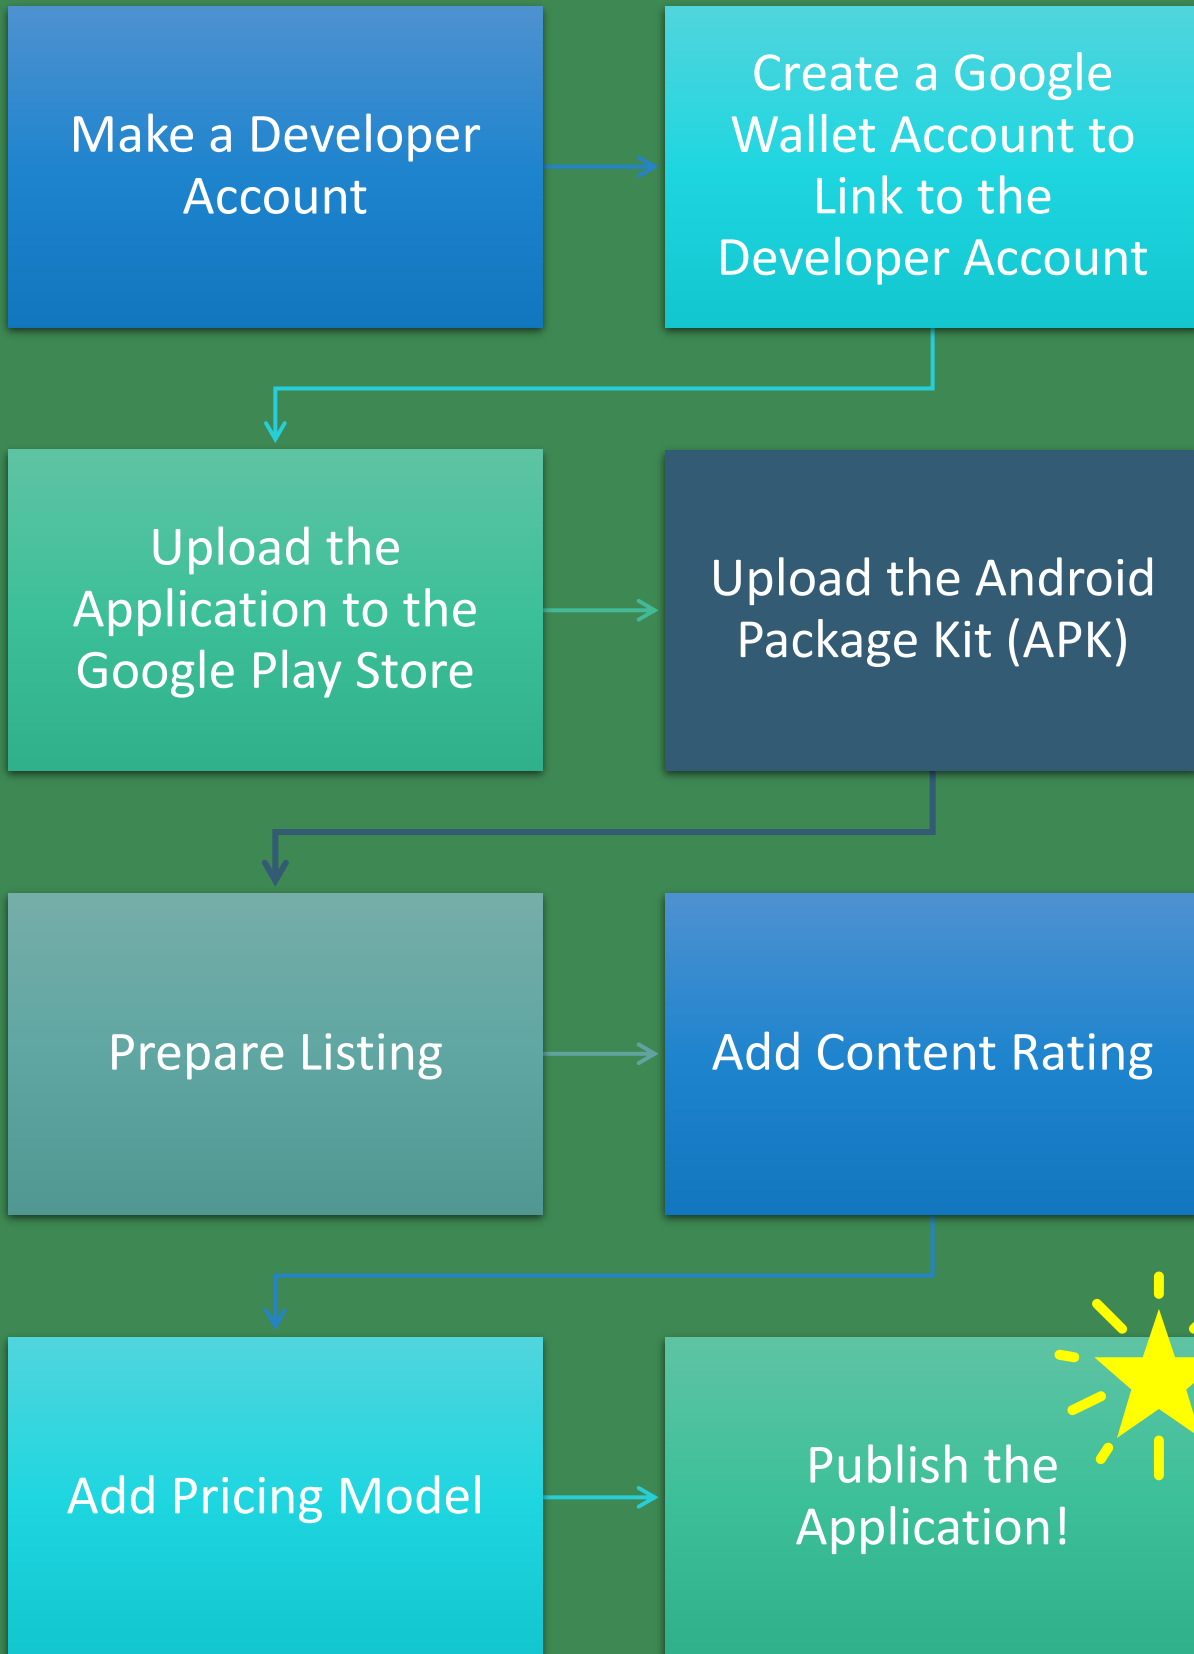 Make a Developer
Account
Create a Google
Wallet Account to
Link to the
Developer Account
Upload the
Application to the
Google Play Store
Upload the Android
Package Kit (APK)
Prepare Listing
Add Content Rating
Add Pricing Model
Publish the
Application!